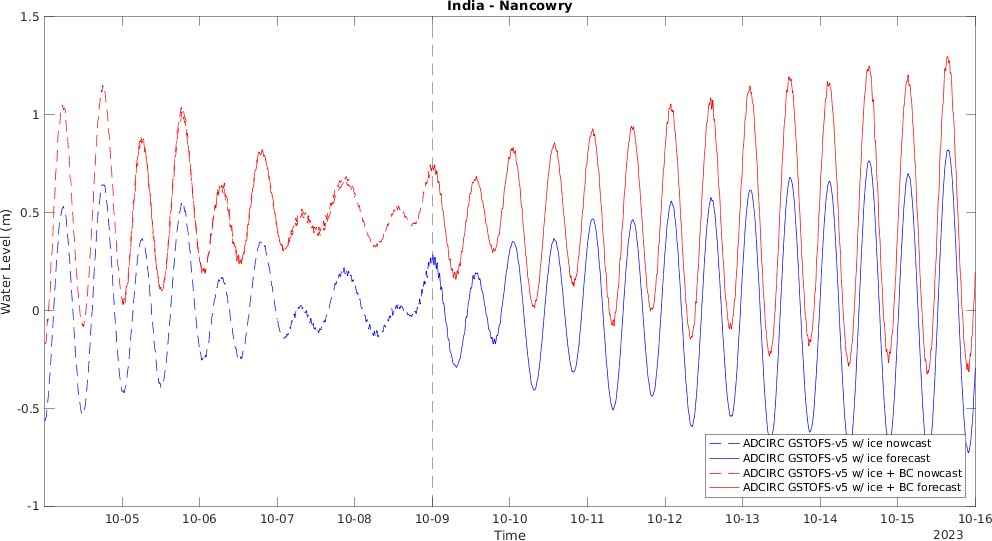 India - Nancowry
1.5
1
0.5
0
-0.5
-1
Water Level (m)
ADCIRC GSTOFS-v5 w/ ice nowcast
ADCIRC GSTOFS-v5 w/ ice forecast
ADCIRC GSTOFS-v5 w/ ice + BC nowcast
ADCIRC GSTOFS-v5 w/ ice + BC forecast
10-05 10-06 10-07 10-08 10-09 10-10 10-11 10-12 10-13 10-14 10-15 10-16
Time
2023